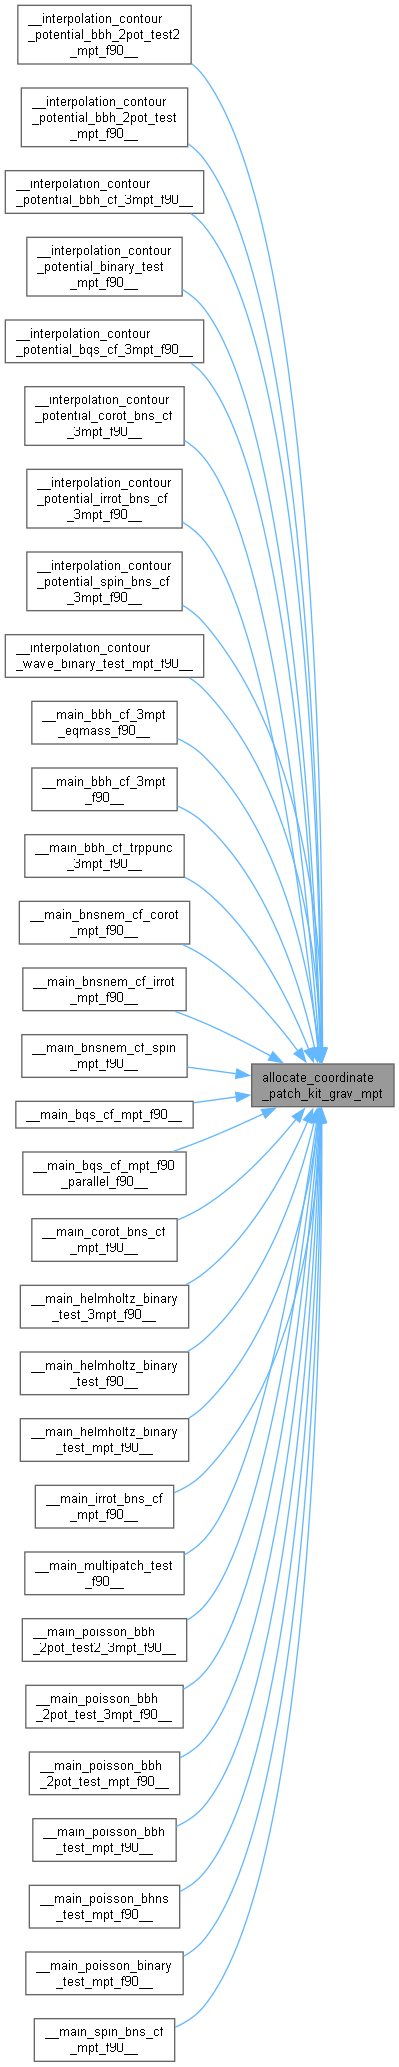 __interpolation_contour
_potential_bbh_2pot_test2
_mpt_f90__
__interpolation_contour
_potential_bbh_2pot_test
_mpt_f90__
__interpolation_contour
_potential_bbh_cf_3mpt_f90__
__interpolation_contour
_potential_binary_test
_mpt_f90__
__interpolation_contour
_potential_bqs_cf_3mpt_f90__
__interpolation_contour
_potential_corot_bns_cf
_3mpt_f90__
__interpolation_contour
_potential_irrot_bns_cf
_3mpt_f90__
__interpolation_contour
_potential_spin_bns_cf
_3mpt_f90__
__interpolation_contour
_wave_binary_test_mpt_f90__
__main_bbh_cf_3mpt
_eqmass_f90__
__main_bbh_cf_3mpt
_f90__
__main_bbh_cf_trppunc
_3mpt_f90__
__main_bnsnem_cf_corot
_mpt_f90__
__main_bnsnem_cf_irrot
_mpt_f90__
__main_bnsnem_cf_spin
_mpt_f90__
allocate_coordinate
_patch_kit_grav_mpt
__main_bqs_cf_mpt_f90__
__main_bqs_cf_mpt_f90
_parallel_f90__
__main_corot_bns_cf
_mpt_f90__
__main_helmholtz_binary
_test_3mpt_f90__
__main_helmholtz_binary
_test_f90__
__main_helmholtz_binary
_test_mpt_f90__
__main_irrot_bns_cf
_mpt_f90__
__main_multipatch_test
_f90__
__main_poisson_bbh
_2pot_test2_3mpt_f90__
__main_poisson_bbh
_2pot_test_3mpt_f90__
__main_poisson_bbh
_2pot_test_mpt_f90__
__main_poisson_bbh
_test_mpt_f90__
__main_poisson_bhns
_test_mpt_f90__
__main_poisson_binary
_test_mpt_f90__
__main_spin_bns_cf
_mpt_f90__